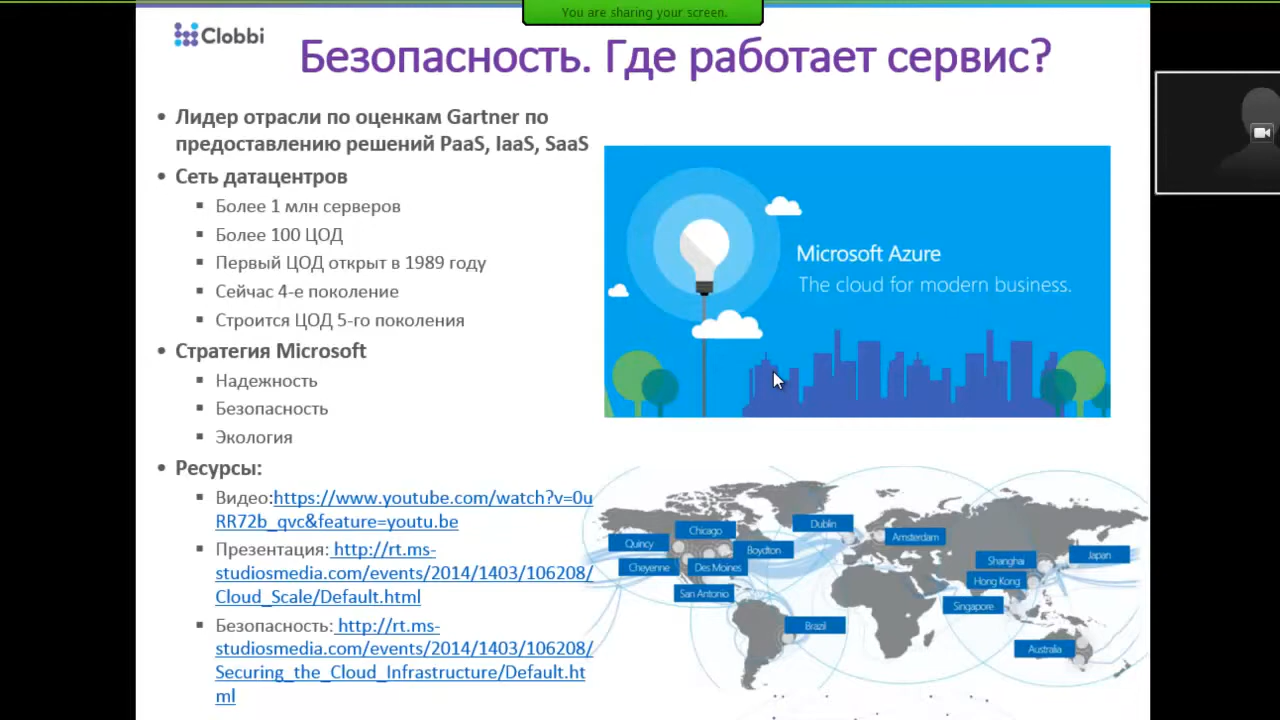 You are sharing your screen.
Clobbi
Безопасность. Где работает сервис?
Лидер отрасли по оценкам Gartner по
предоставлению решений PaaS, IaaS, SaaS
Сеть датацентров
Более 1 млн серверов
Более 100 ЦОД
Первый ЦОД открыт в 1989 году
Сейчас 4-е поколение
Строится ЦОД 5-го поколения
Стратегия Microsoft
Надежность
Безопасность
Экология
Ресурсы:
Видео:https://www.youtube.com/watch?v=0u
RR72b_qvc&feature=youtu.be
Презентация: http://rt.ms-
studiosmedia.com/events/2014/1403/106208/
Cloud_Scale/Default.html
Безопасность: http://rt.ms-
studiosmedia.com/events/2014/1403/106208/
Securing_the_Cloud_Infrastructure/Default.ht
ml
Microsoft Azure
The cloud for modern business.
Chicago
Dublin
Quincy
Boydton
Amsterdam
Cheyenne
Des Moines
Shanghai
Japan
San Antonio
Hong Kong
Singapore
Brazil
Australia